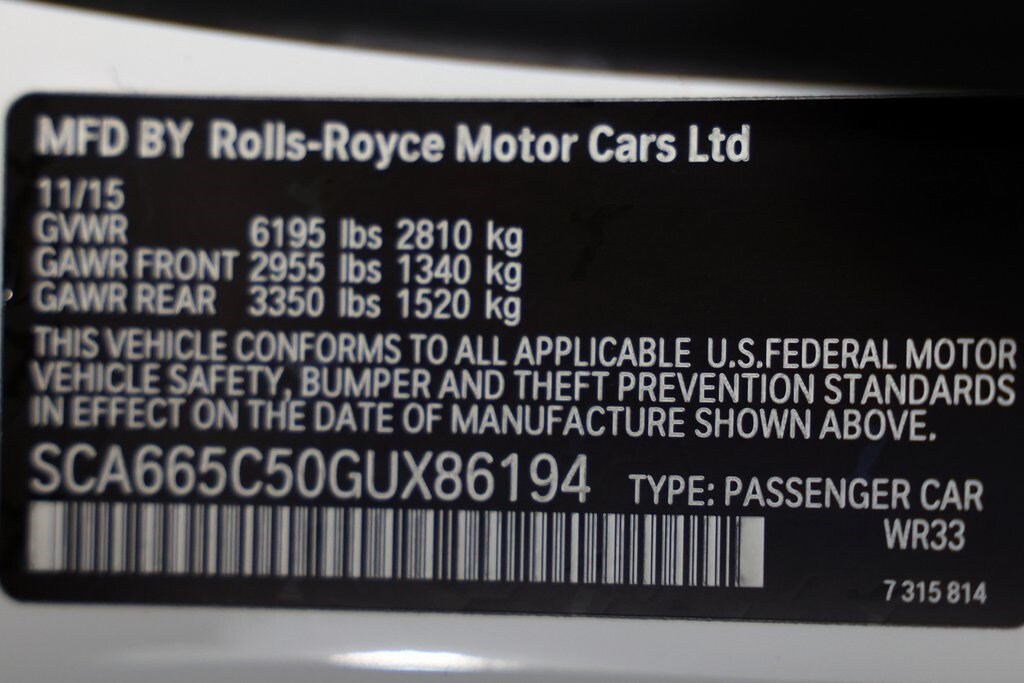 MFD BY Rolls-Royce Motor Cars Ltd
11/15
GVWR 6195 lbs 2810 kg
GAWR FRONT 2955 lbs 1340 kg
GAWR REAR 3350 lbs 1520 kg
THIS VEHICLE CONFORMS TO ALL APPLICABLE U.S.FEDERAL MOTOR
VEHICLE SAFETY, BUMPER AND THEFT PREVENTION STANDARDS
IN EFFECT ON THE DATE OF MANUFACTURE SHOWN ABOVE.
SCA665C50GUX86194 TYPE: PASSENGER CAR
WR33
7 315 814